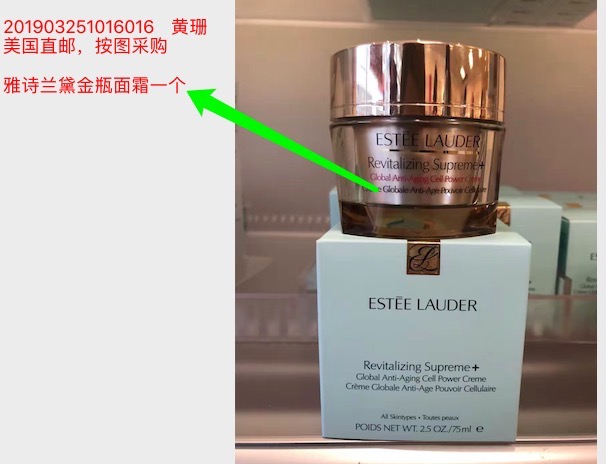 201903251016016 黄珊
美国直邮，按图采购
雅诗兰黛金瓶面霜一个
ESTĒE LAUDER
Revitalizing Supreme+
Global Anti-Aging Cell Power Creme
Globale Anti-Age Pouvoir Cellulaire
ESTĒE LAUDER
Revitalizing Supreme+
Global Anti-Aging Cell Power Creme
Crème Globale Anti-Age Pouvoir Cellulaire
All Skintypes • Toutes peaux
POIDS NET WT. 2.5 OZ./75ml e